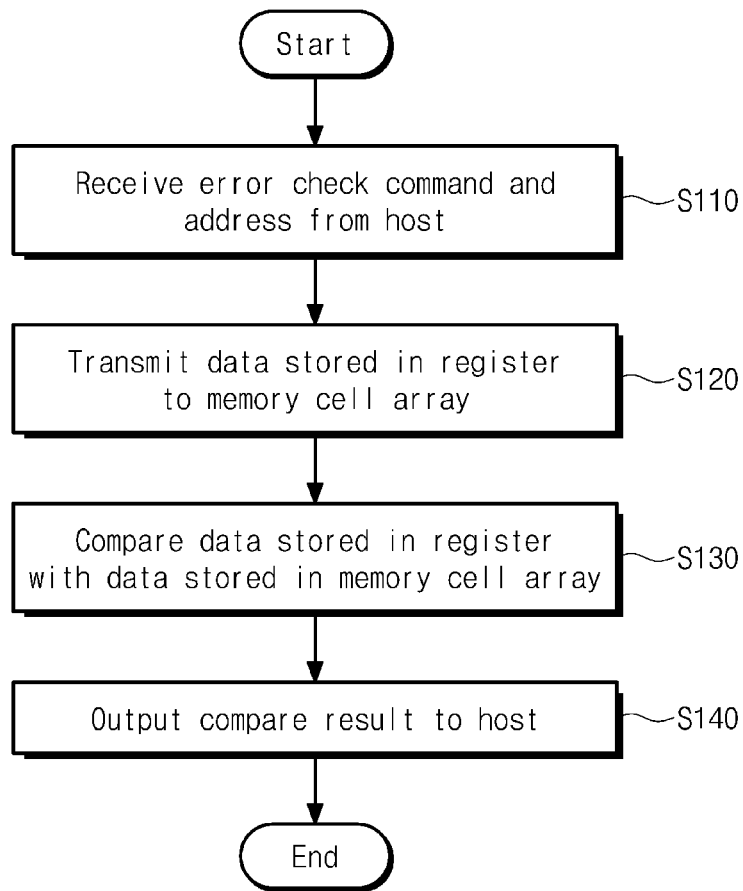 Start
Receive error check command and
address from host
S110
Transmit data stored in register
to memory cell array
S120
Compare data stored in register
with data stored in memory cell array
S130
Output compare result to host
S140
End